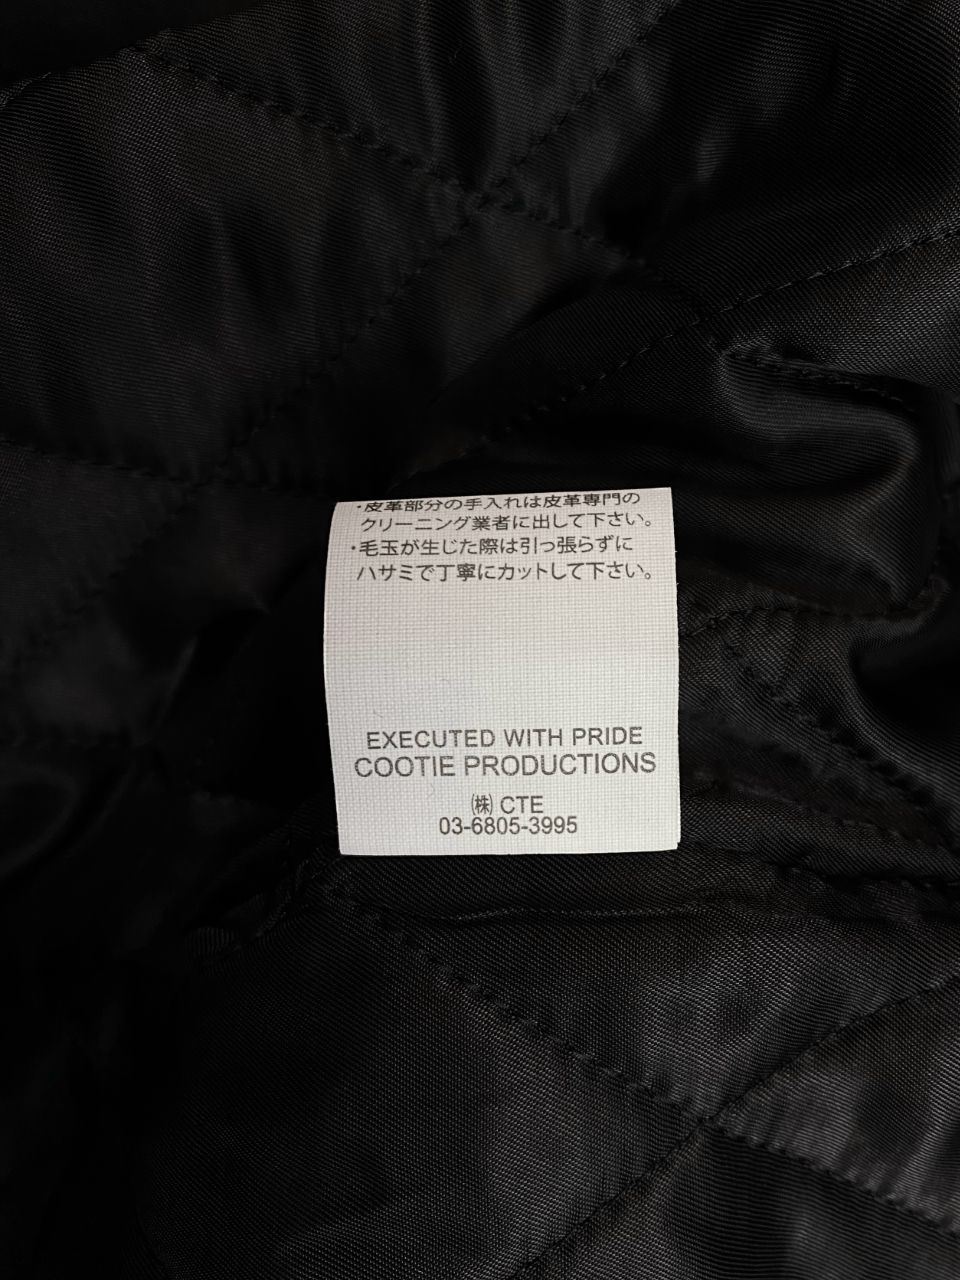 ・皮革部分の手入れは皮革専門の
クリーニング業者に出して下さい。
・毛玉が生じた際は引っ張らずに
ハサミで丁寧にカットして下さい。
EXECUTED WITH PRIDE
COOTIE PRODUCTIONS
㈱ CTE
03-6805-3995